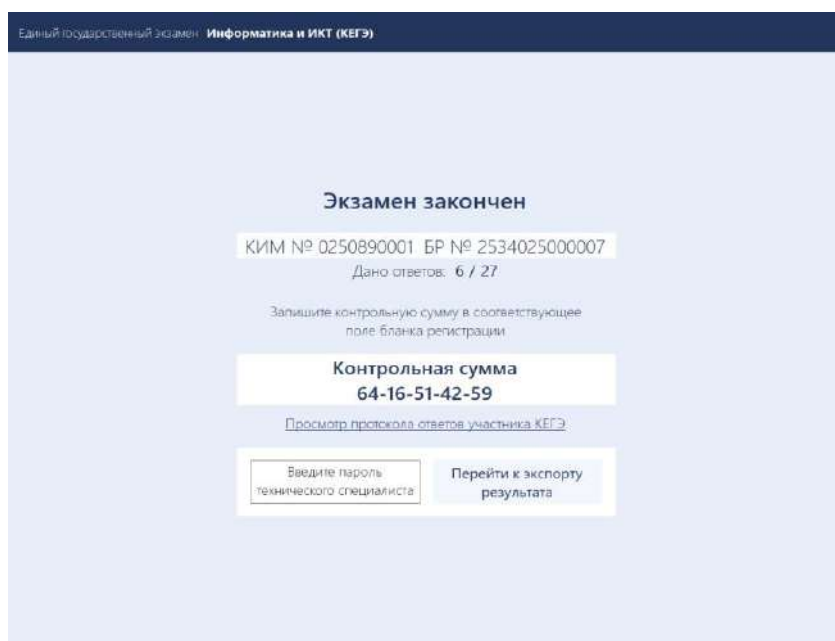 Единый государственный экзамен Информатика и ИКТ (КЕГЭ)
Экзамен закончен
КИМ № 0250890001 БР № 2534025000007
Дано ответов: 6 / 27
Запишите контрольную сумму в соответствующее
поле бланка регистрации
Контрольная сумма
64-16-51-42-59
Просмотр протокола ответов участника КЕГЭ
Введите пароль
технического специалиста
Перейти к экспорту
результата